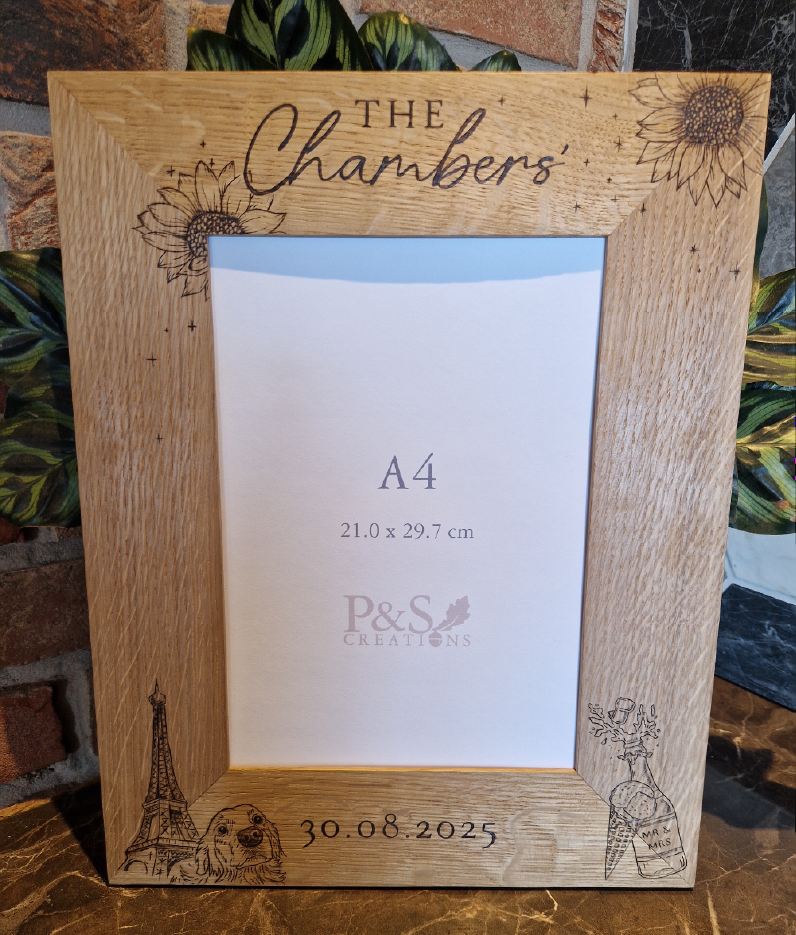 THE
Chambers'
A4
21.0 x 29.7 cm
P&S
CREATIONS
30.08.2025
MR &
MRS